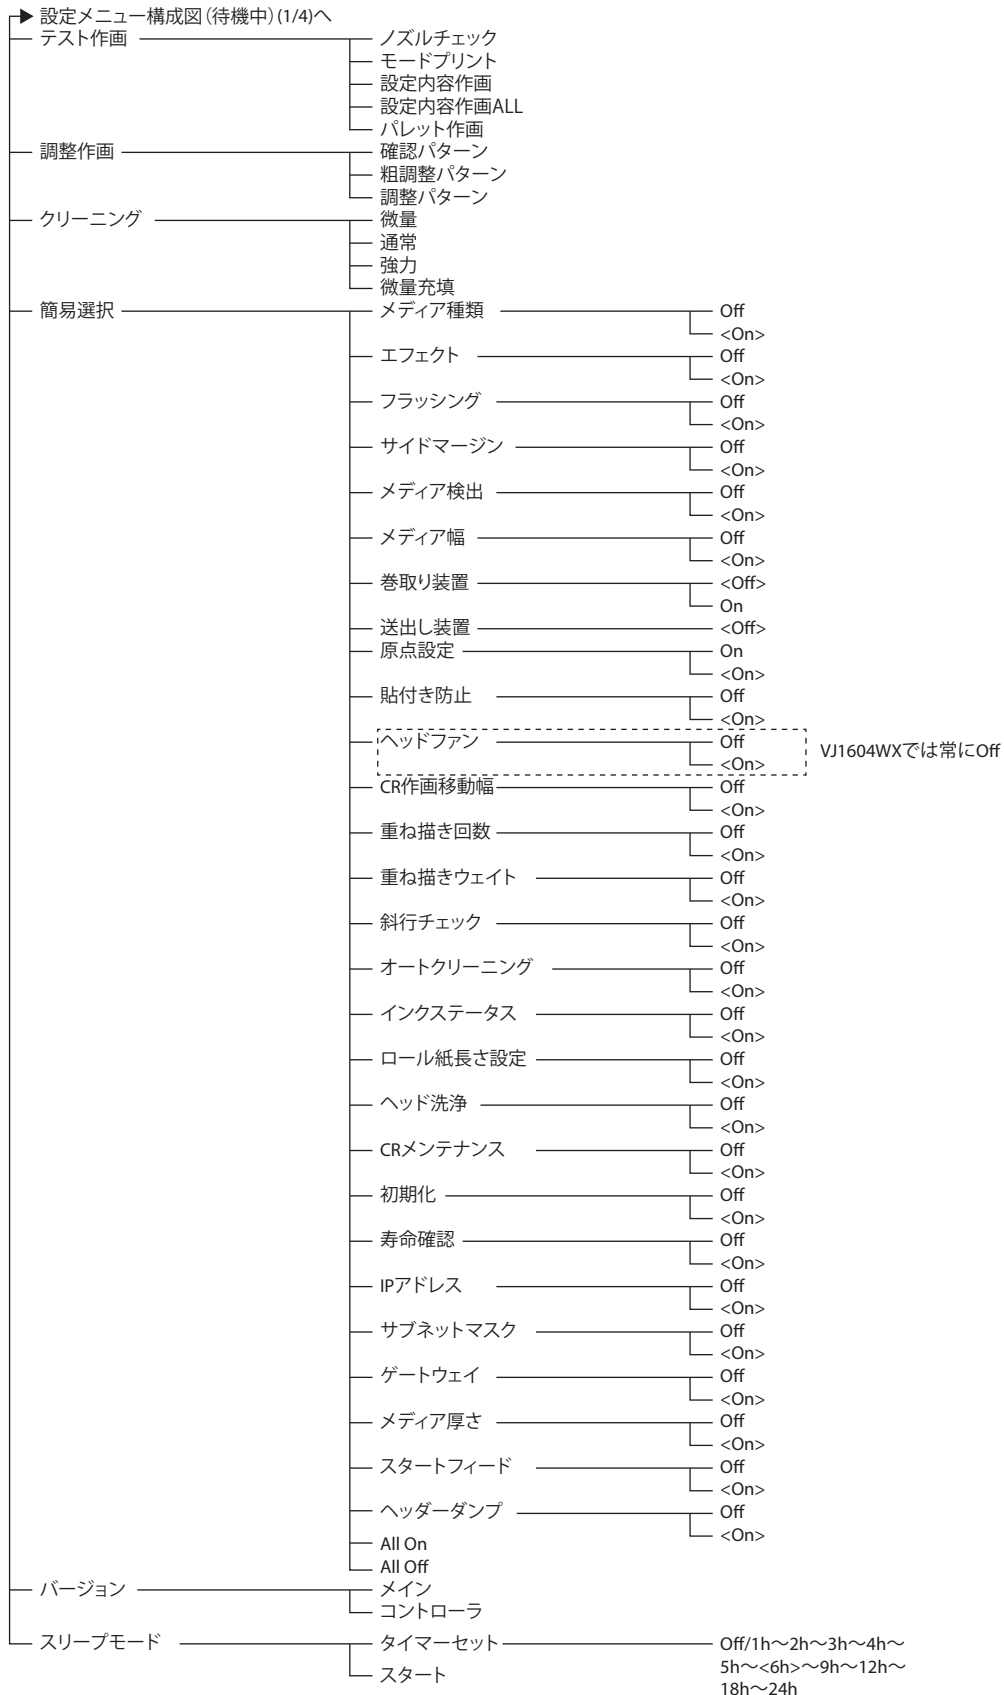 設定メニュー構成図（待機中）(1/4)へ
テスト作画
ノズルチェック
モードプリント
設定内容作画
設定内容作画ALL
パレット作画
調整作画
確認パターン
粗調整パターン
調整パターン
クリーニング
微量
通常
強力
微量充填
簡易選択
メディア種類
Off
<On>
エフェクト
Off
<On>
フラッシング
Off
<On>
サイドマージン
Off
<On>
メディア検出
Off
<On>
メディア幅
Off
<On>
巻取り装置
<Off>
On
送出し装置
<Off>
原点設定
On
<On>
貼付き防止
Off
<On>
ヘッドファン
Off
<On>
VJ1604WXでは常にOff
CR作画移動幅
Off
<On>
重ね描き回数
Off
<On>
重ね描きウェイト
Off
<On>
斜行チェック
Off
<On>
オートクリーニング
Off
<On>
インクステータス
Off
<On>
ロール紙長さ設定
Off
<On>
ヘッド洗浄
Off
<On>
CRメンテナンス
Off
<On>
初期化
Off
<On>
寿命確認
Off
<On>
IPアドレス
Off
<On>
サブネットマスク
Off
<On>
ゲートウェイ
Off
<On>
メディア厚さ
Off
<On>
スタートフィード
Off
<On>
ヘッダーダンプ
Off
<On>
All On
All Off
バージョン
メイン
コントローラ
スリープモード
タイマーセット
Off/1h～2h～3h～4h～
5h～<6h>～9h～12h～
18h～24h
スタート